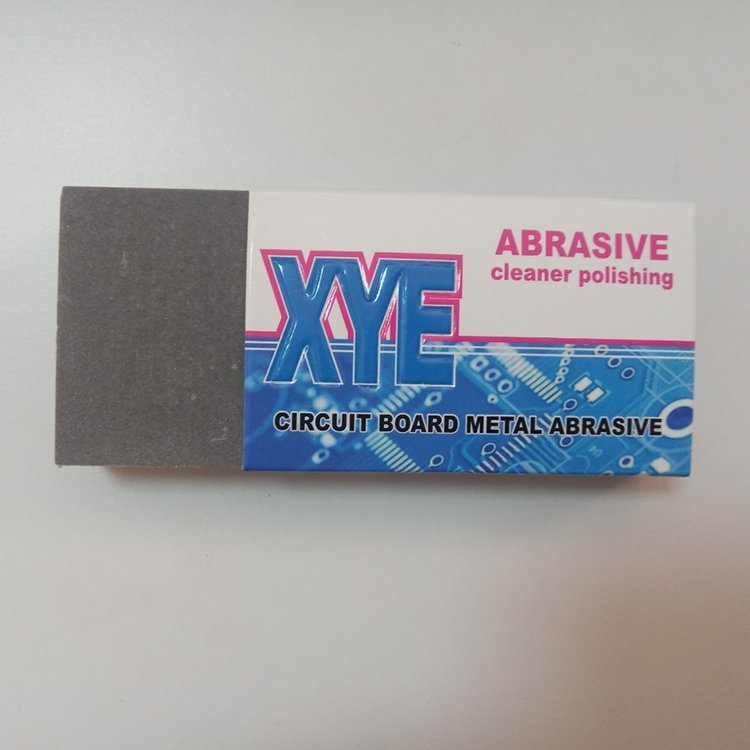 ABRASIVE
cleaner polishing
XYE
CIRCUIT BOARD METAL ABRASIVE